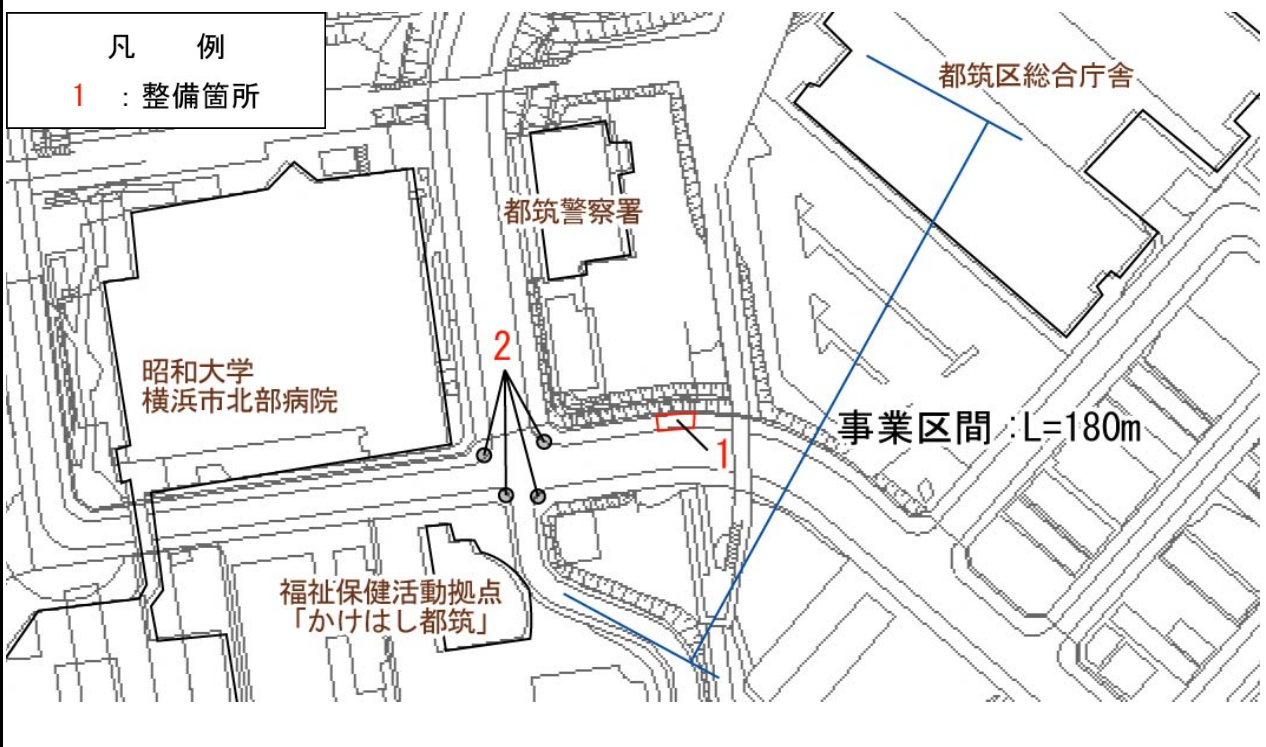 凡 例
1 :整備箇所
都筑区総合庁舎
都筑警察署
2
昭和大学
横浜市北部病院
1
事業区間:L=180m
福祉保健活動拠点
「かけはし都筑」